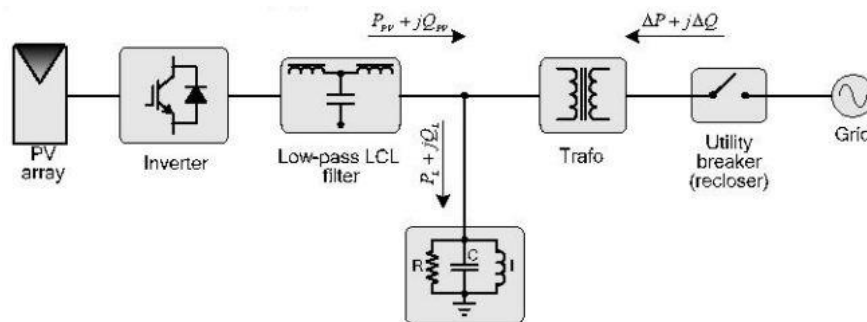 P_PV + jQ_PV
ΔP + jΔQ
PV
array
Inverter
Low-pass LCL
filter
P_L + jQ_L
Trafo
Utility
breaker
(recloser)
Grid
R
C
l